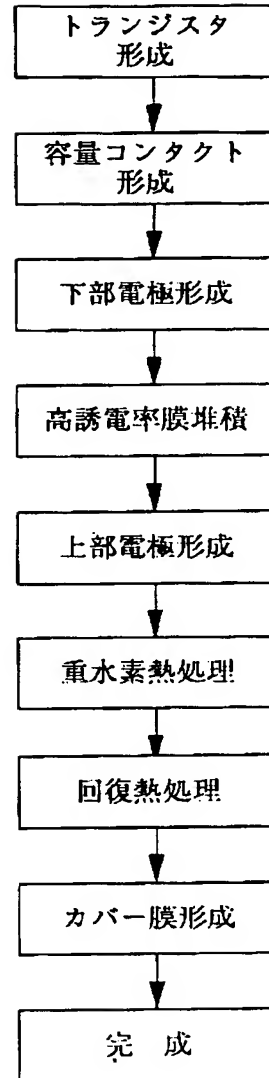 トランジスタ
形成
容量コンタクト
形成
下部電極形成
高誘電率膜堆積
上部電極形成
重水素熱処理
回復熱処理
カバー膜形成
完 成